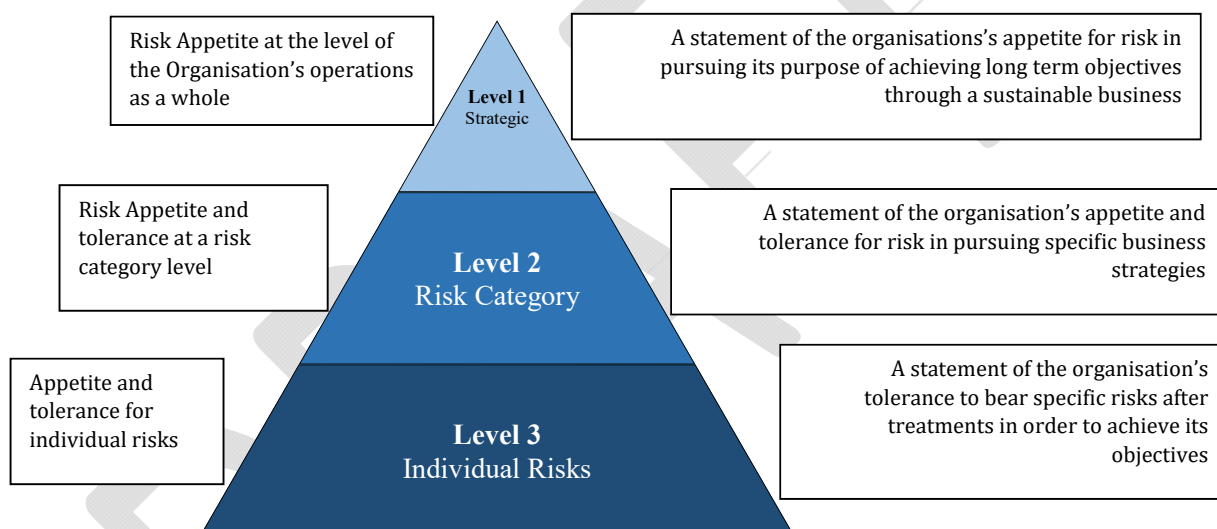 Risk Appetite at the level of
the Organisation's operations
as a whole
Level 1
Strategic
A statement of the organisations's appetite for risk in
pursuing its purpose of achieving long term objectives
through a sustainable business
Risk Appetite and
tolerance at a risk
category level
Level 2
Risk Category
A statement of the organisation's appetite and
tolerance for risk in pursuing specific business
strategies
Appetite and
tolerance for
individual risks
Level 3
Individual Risks
A statement of the organisation's
tolerance to bear specific risks after
treatments in order to achieve its
objectives